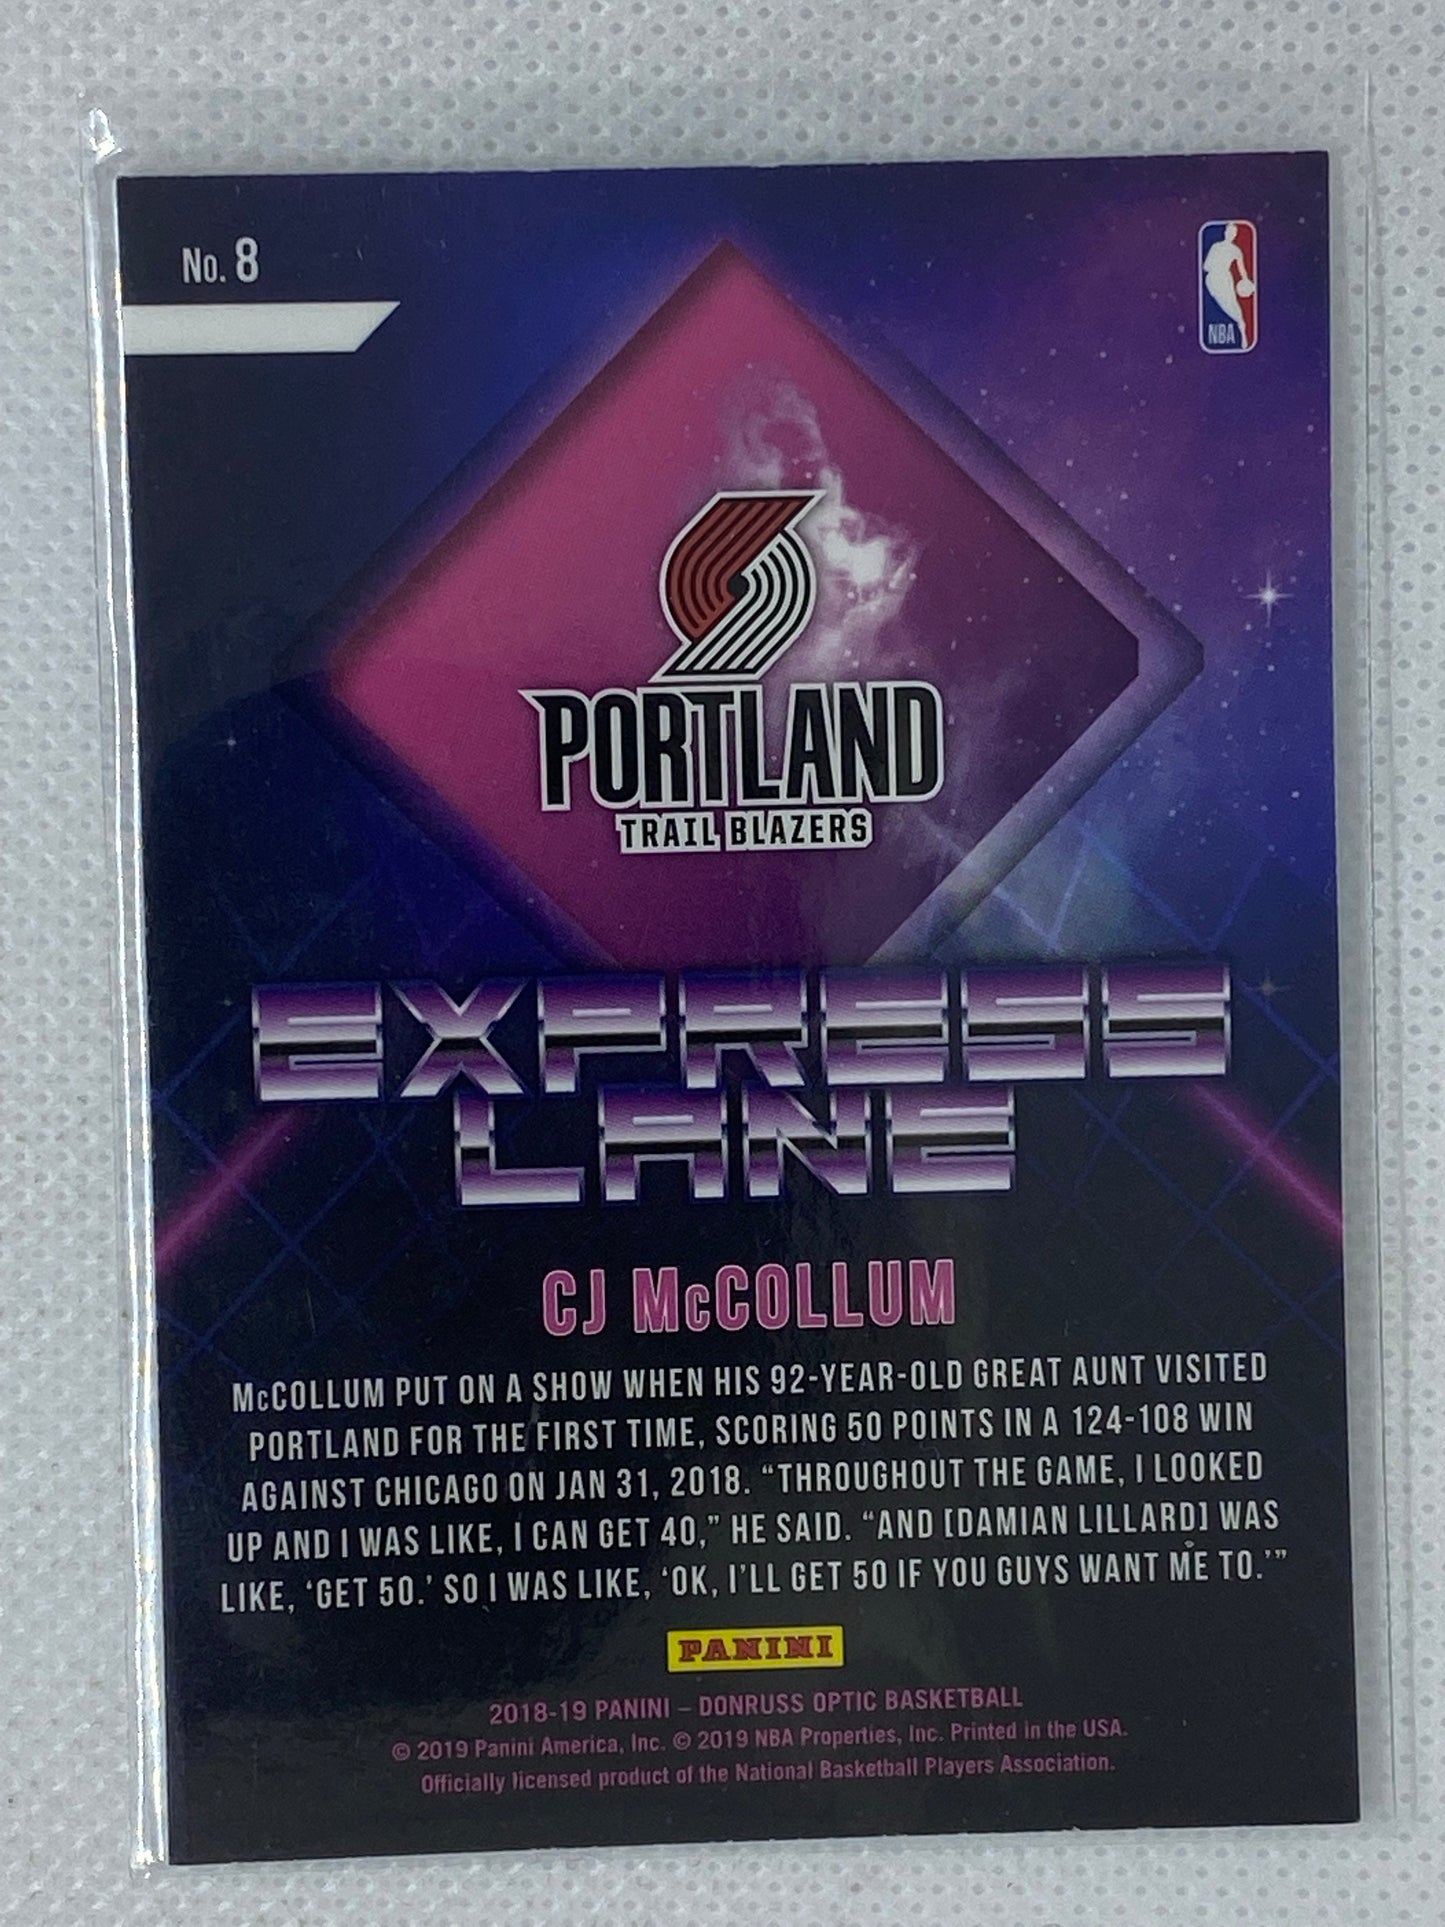 No. 8
NBA
PORTLAND
TRAIL BLAZERS
EXPRESS
LANE
CJ McCOLLUM
McCOLLUM PUT ON A SHOW WHEN HIS 92-YEAR-OLD GREAT AUNT VISITED
PORTLAND FOR THE FIRST TIME, SCORING 50 POINTS IN A 124-108 WIN
AGAINST CHICAGO ON JAN 31, 2018. “THROUGHOUT THE GAME, I LOOKED
UP AND I WAS LIKE, I CAN GET 40,” HE SAID. “AND [DAMIAN LILLARD] WAS
LIKE, ‘GET 50.’ SO I WAS LIKE, ‘OK, I’LL GET 50 IF YOU GUYS WANT ME TO.’”
PANINI
2018-19 PANINI – DONRUSS OPTIC BASKETBALL
© 2019 Panini America, Inc. © 2019 NBA Properties, Inc. Printed in the USA.
Officially licensed product of the National Basketball Players Association.